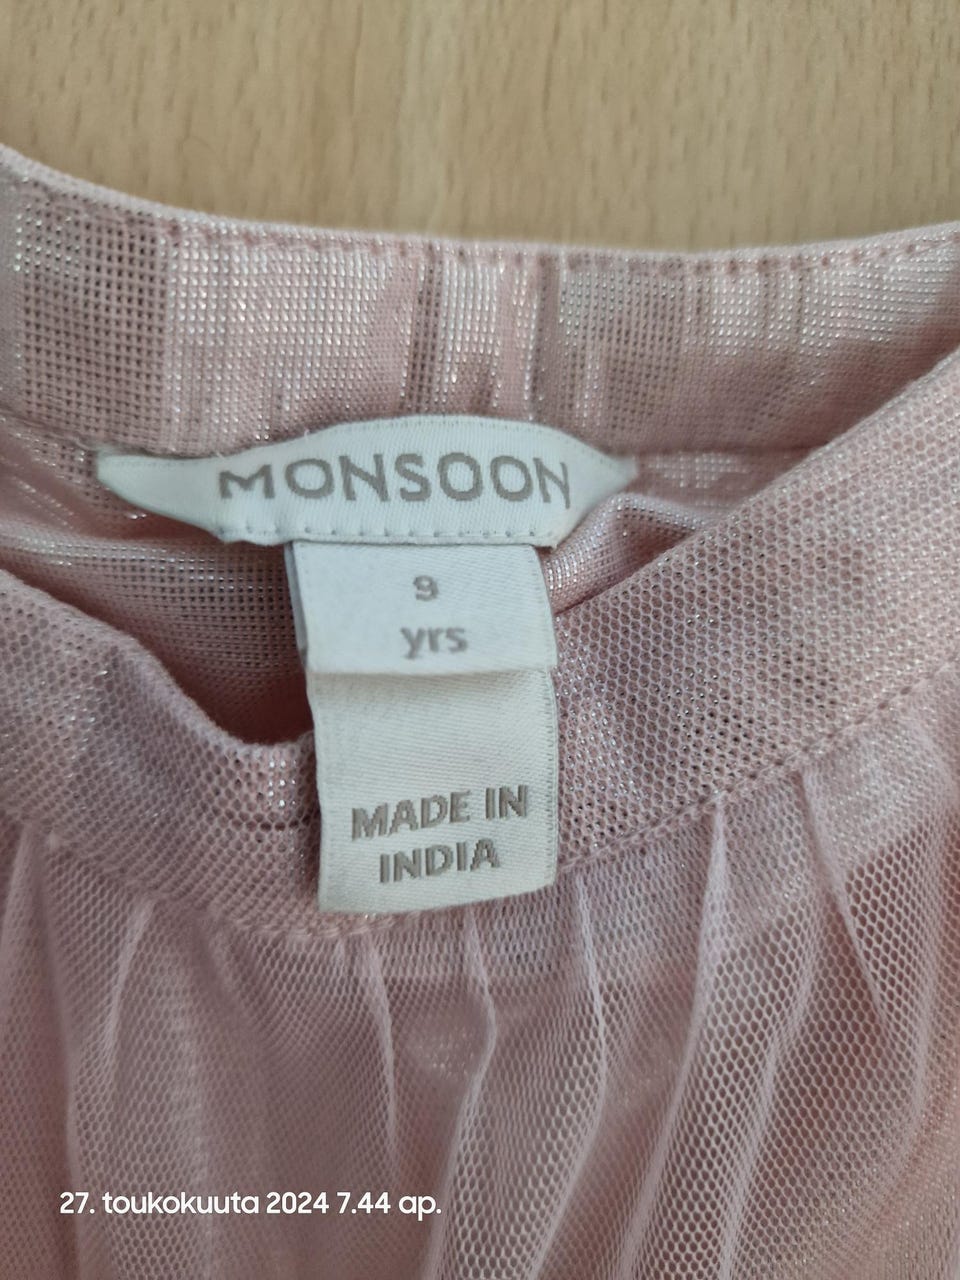 MONSOON
9
yrs
MADE IN
INDIA
27. toukokuuta 2024 7.44 ap.